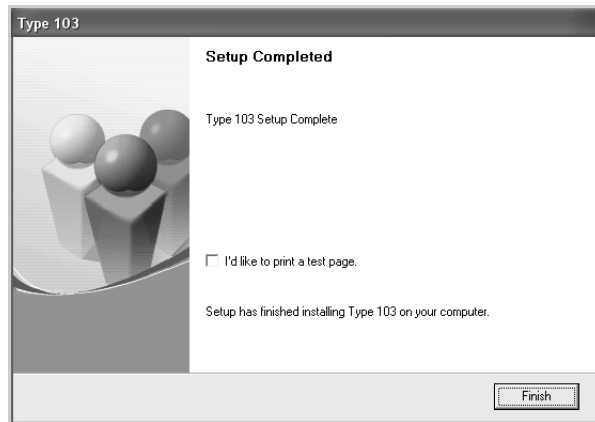 Type 103
Setup Completed
Type 103 Setup Complete
I'd like to print a test page.
Setup has finished installing Type 103 on your computer.
Finish